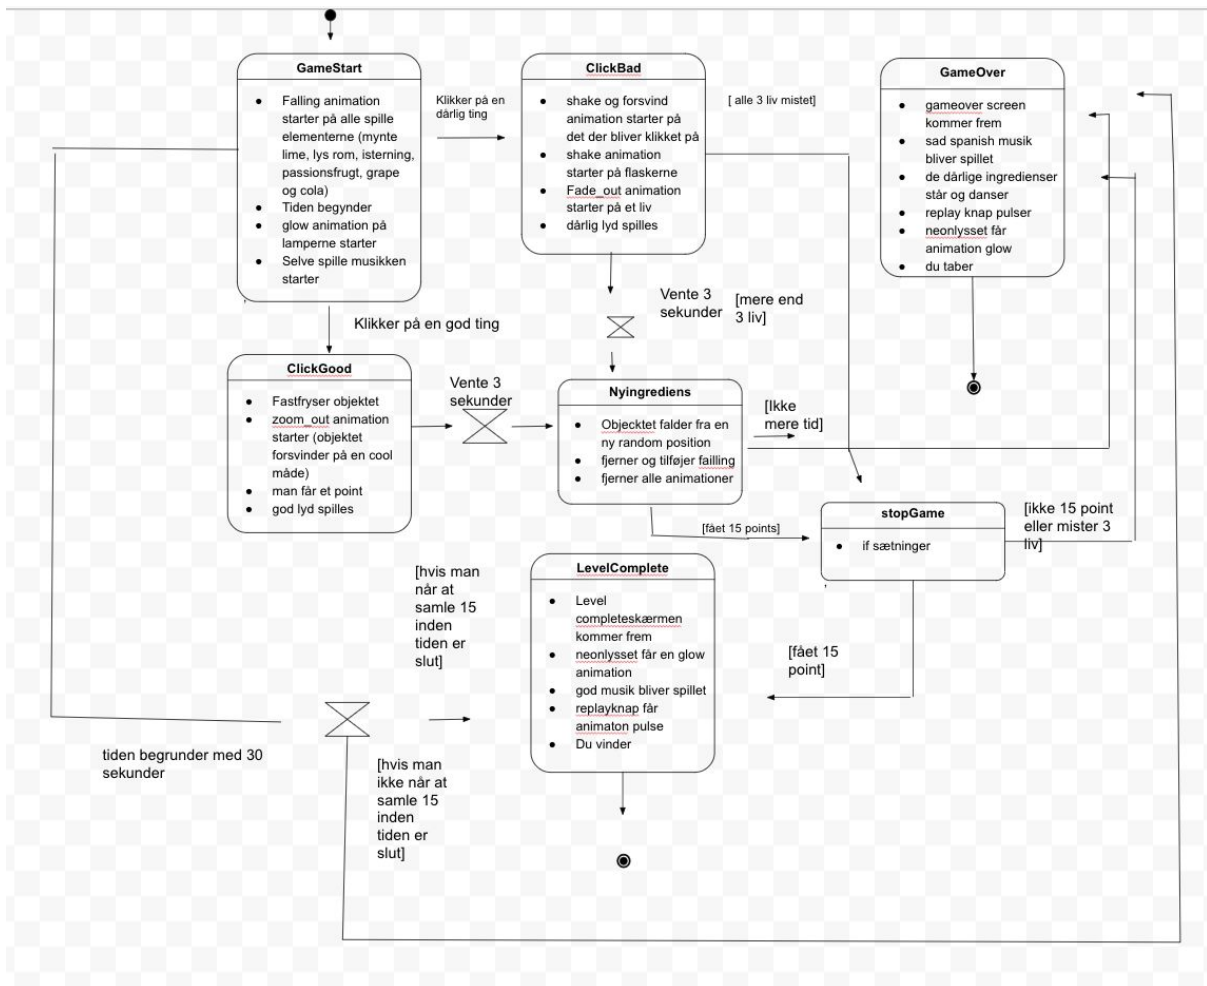 GameStart
Falling animation
starter på alle spille
elementerne (mynte
lime, lys rom, isterning,
passionsfrugt, grape
og cola)
Tiden begynder
glow animation på
lamperne starter
Selve spille musikken
starter
Klikker på en
dårlig ting
ClickBad
shake og forsvind
animation starter på
det der bliver klikket på
shake animation
starter på flaskerne
Fade_out animation
starter på et liv
dårlig lyd spilles
[ alle 3 liv mistet]
GameOver
gameover screen
kommer frem
sad spanish musik
bliver spillet
de dårlige ingredienser
står og danser
replay knap pulser
neonlysset får
animation glow
du taber
Klikker på en god ting
Vente 3
sekunder
[mere end
3 liv]
ClickGood
Fastfryser objektet
zoom_out animation
starter (objektet
forsvinder på en cool
måde)
man får et point
god lyd spilles
Vente 3
sekunder
Nyingrediens
Objecktet falder fra en
ny random position
fjerner og tilføjer failling
fjerner alle animationer
[Ikke
mere tid]
[fået 15 points]
stopGame
if sætninger
[ikke 15 point
eller mister 3
liv]
[hvis man
når at
samle 15
inden
tiden er
slut]
LevelComplete
Level
completeskærmen
kommer frem
neonlysset får en glow
animation
god musik bliver spillet
replayknap får
animaton pulse
Du vinder
[fået 15
point]
tiden begrunder med 30
sekunder
[hvis man
ikke når at
samle 15
inden
tiden er
slut]